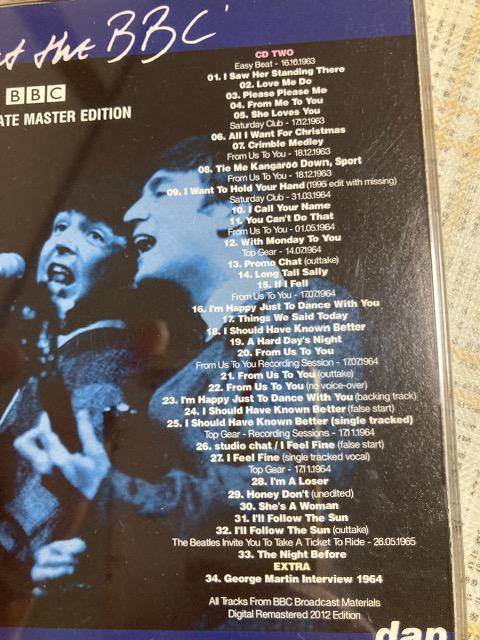 at the BBC'
BBC
ATE MASTER EDITION
CD TWO
Easy Beat - 16.10.1963
01. I Saw Her Standing There
02. Love Me Do
03. Please Please Me
04. From Me To You
05. She Loves You
Saturday Club - 17.12.1963
06. All I Want For Christmas
07. Crimble Medley
From Us To You - 18.12.1963
08. Tie Me Kangaroo Down, Sport
From Us To You - 18.12.1963
09. I Want To Hold Your Hand (1996 edit with missing)
Saturday Club - 31.03.1964
10. I Call Your Name
11. You Can't Do That
From Us To You - 01.05.1964
12. With Monday To You
Top Gear - 14.07.1964
13. Promo Chat (outtake)
14. Long Tall Sally
15. If I Fell
From Us To You - 17.07.1964
16. I'm Happy Just To Dance With You
17. Things We Said Today
18. I Should Have Known Better
19. A Hard Day's Night
20. From Us To You
From Us To You Recording Session - 17.07.1964
21. From Us To You (outtake)
22. From Us To You (no voice-over)
23. I'm Happy Just To Dance With You (backing track)
24. I Should Have Known Better (false start)
25. I Should Have Known Better (single tracked)
Top Gear - Recording Sessions - 17.11.1964
26. studio chat / I Feel Fine (false start)
27. I Feel Fine (single tracked vocal)
Top Gear - 17.11.1964
28. I'm A Loser
29. Honey Don't (unedited)
30. She's A Woman
31. I'll Follow The Sun
32. I'll Follow The Sun (outtake)
The Beatles Invite You To Take A Ticket To Ride - 26.05.1965
33. The Night Before
EXTRA
34. George Martin Interview 1964
All Tracks From BBC Broadcast Materials
Digital Remastered 2012 Edition
dap